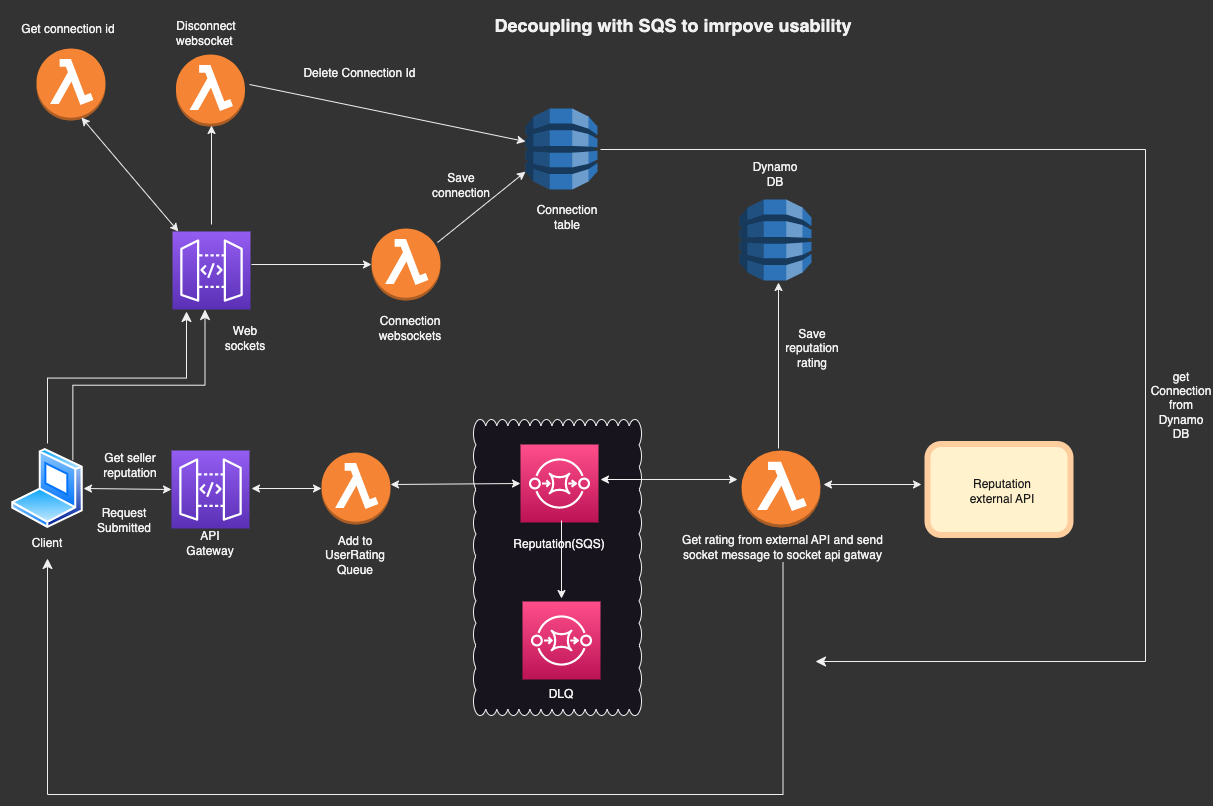 Decoupling with SQS to imrpove usability
Get connection id
Disconnect
websocket
Delete Connection Id
Save
connection
Connection
table
Dynamo
DB
Connection
websockets
Web
sockets
Save
reputation
rating
get
Connection
from
Dynamo
DB
Get seller
reputation
Request
Submitted
Client
API
Gateway
Add to
UserRating
Queue
Reputation(SQS)
DLQ
Get rating from external API and send
socket message to socket api gatway
Reputation
external API